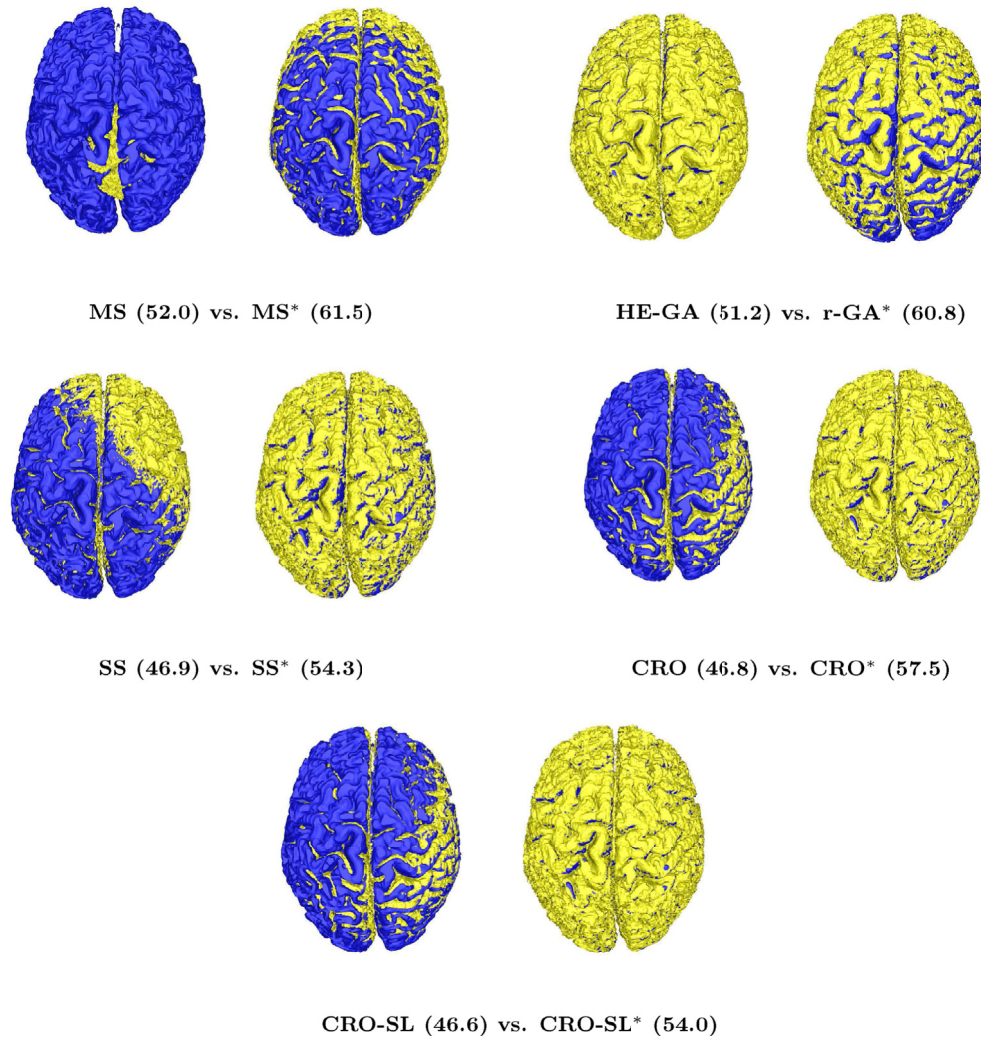 MS (52.0) vs. MS* (61.5)
HE-GA (51.2) vs. r-GA* (60.8)
SS (46.9) vs. SS* (54.3)
CRO (46.8) vs. CRO* (57.5)
CRO-SL (46.6) vs. CRO-SL* (54.0)